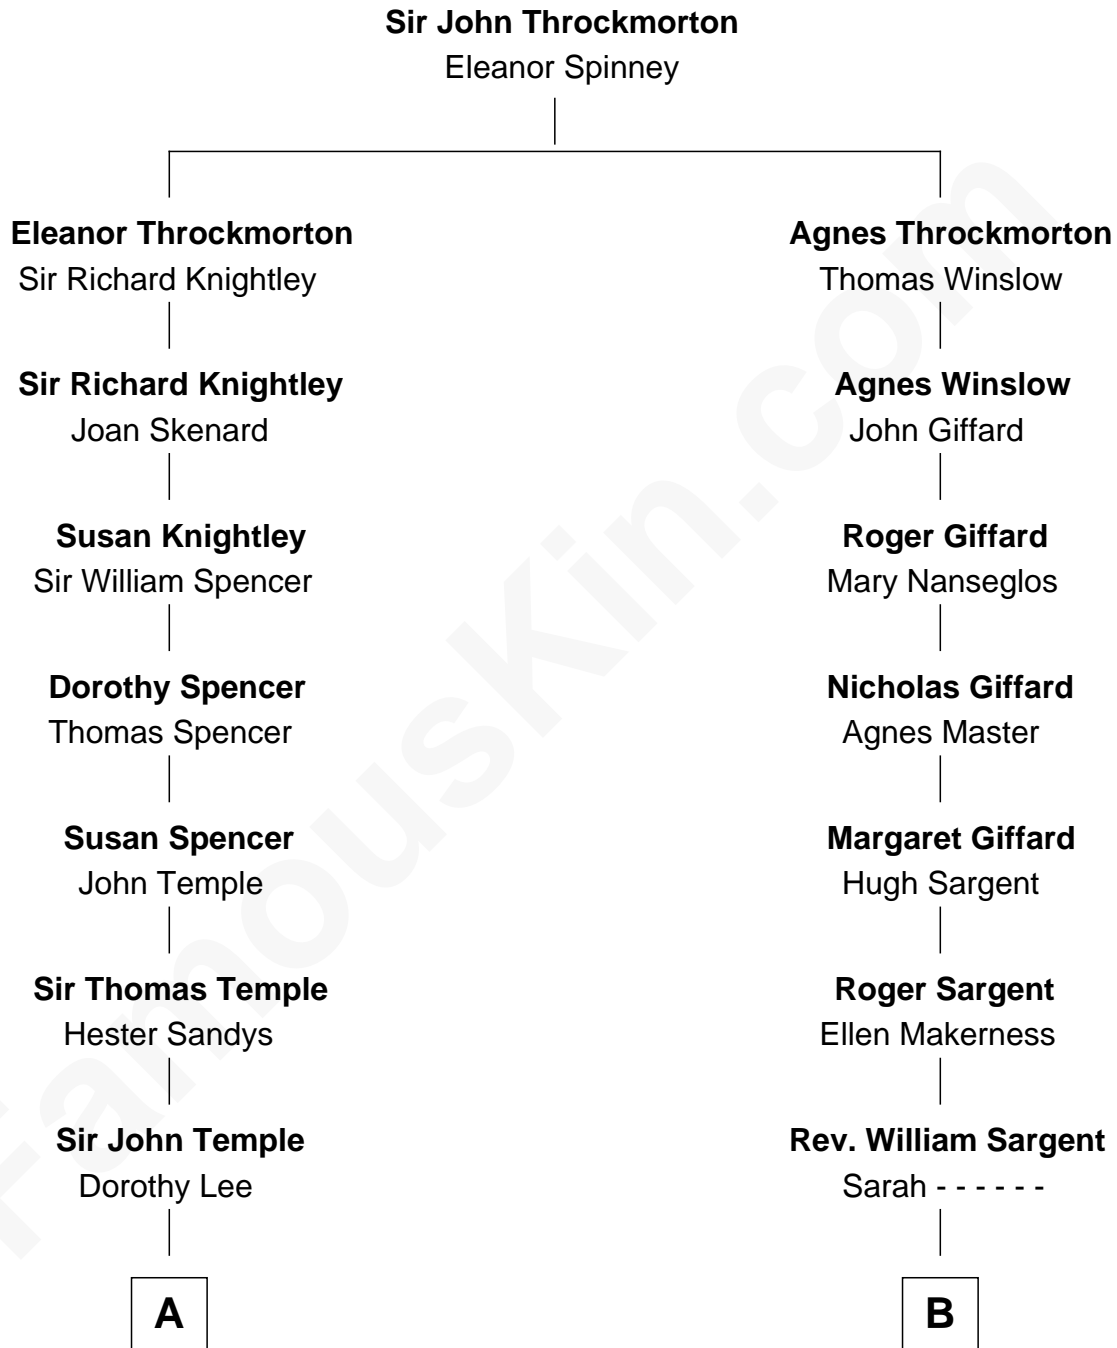 Sir John Throckmorton
Eleanor Spinney
Eleanor Throckmorton
Sir Richard Knightley
Agnes Throckmorton
Thomas Winslow
Sir Richard Knightley
Joan Skenard
Agnes Winslow
John Giffard
Susan Knightley
Sir William Spencer
Roger Giffard
Mary Nanseglos
Dorothy Spencer
Thomas Spencer
Nicholas Giffard
Agnes Master
Susan Spencer
John Temple
Margaret Giffard
Hugh Sargent
Sir Thomas Temple
Hester Sandys
Roger Sargent
Ellen Makerness
Sir John Temple
Dorothy Lee
Rev. William Sargent
Sarah - - - - - -
A
B
FamousKin.com